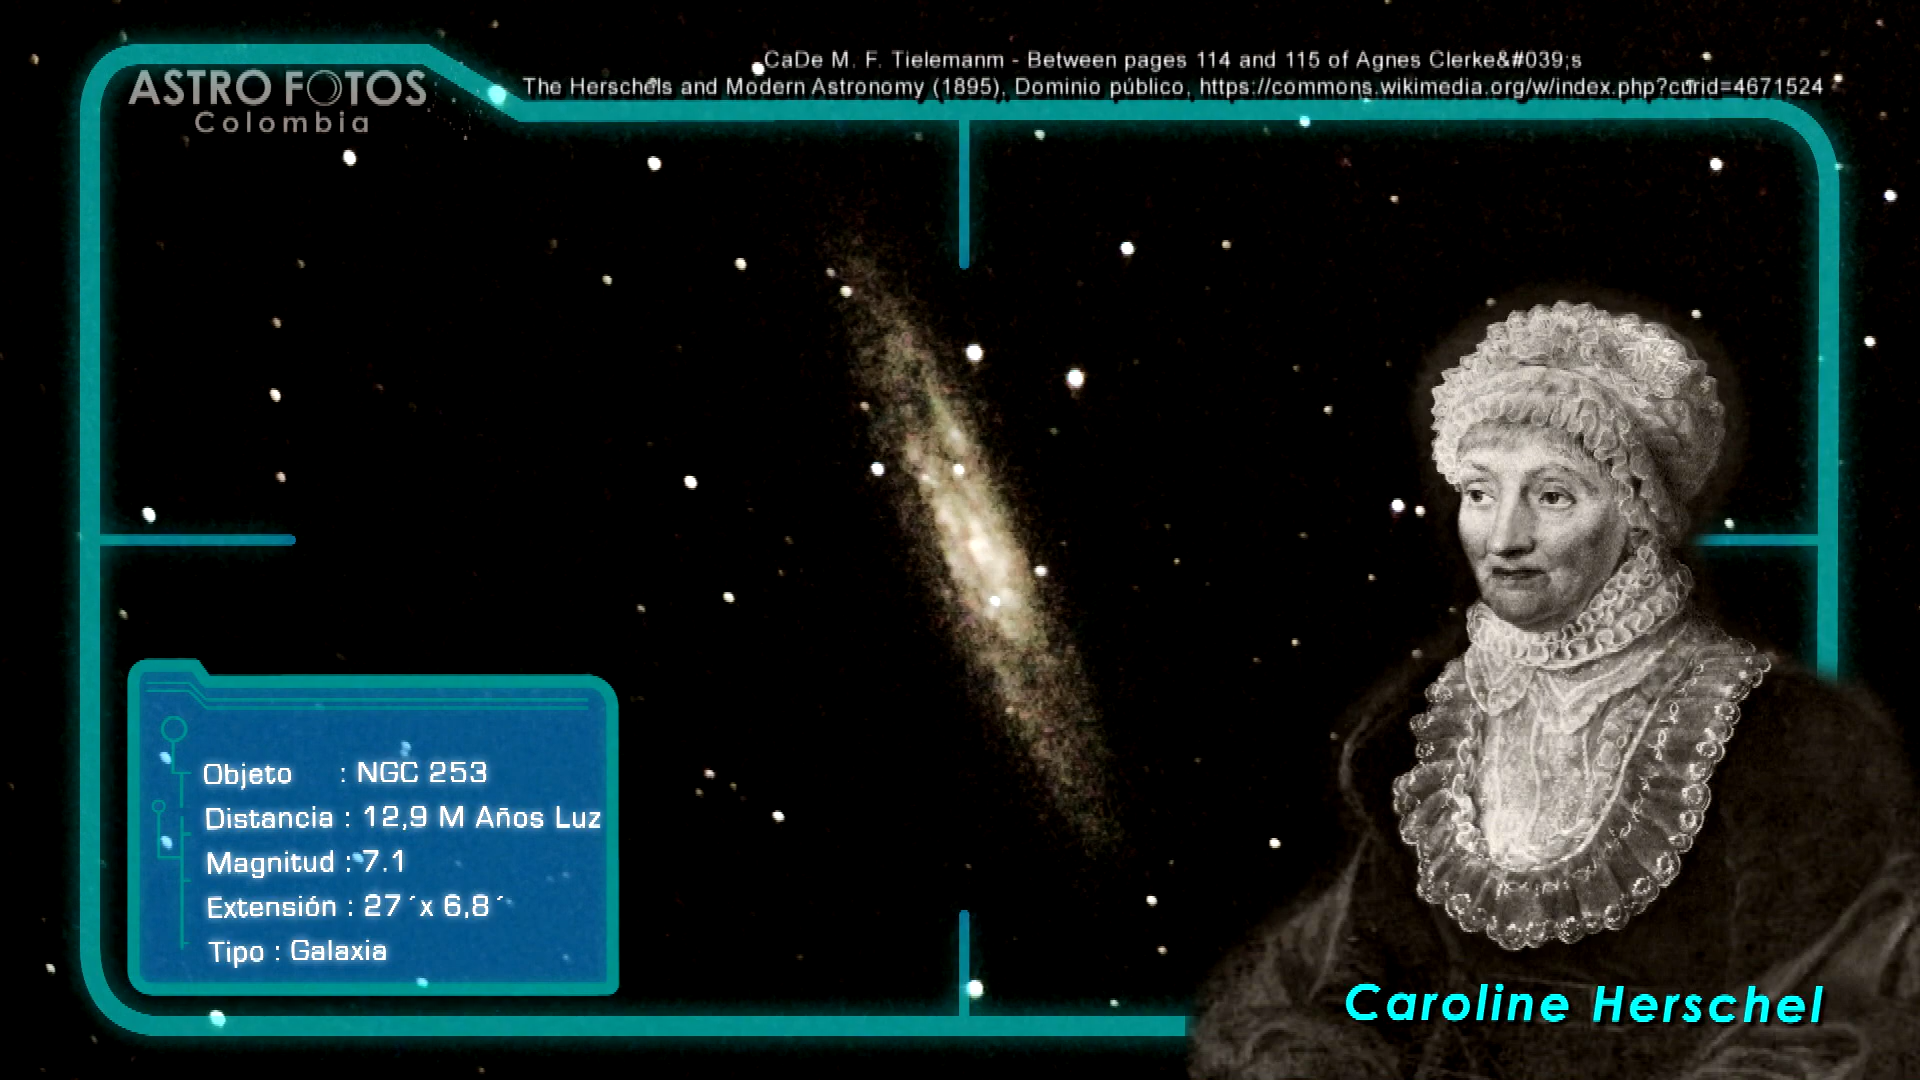 ASTRO FOTOS
Colombia
CaDe M. F. Tielemanm - Between pages 114 and 115 of Agnes Clerke&#039;s
The Herschels and Modern Astronomy (1895), Dominio público, https://commons.wikimedia.org/w/index.php?curid=4671524
Objeto : NGC 253
Distancia : 12,9 M Años Luz
Magnitud : 7.1
Extensión : 27´x 6,8´
Tipo : Galaxia
Caroline Herschel